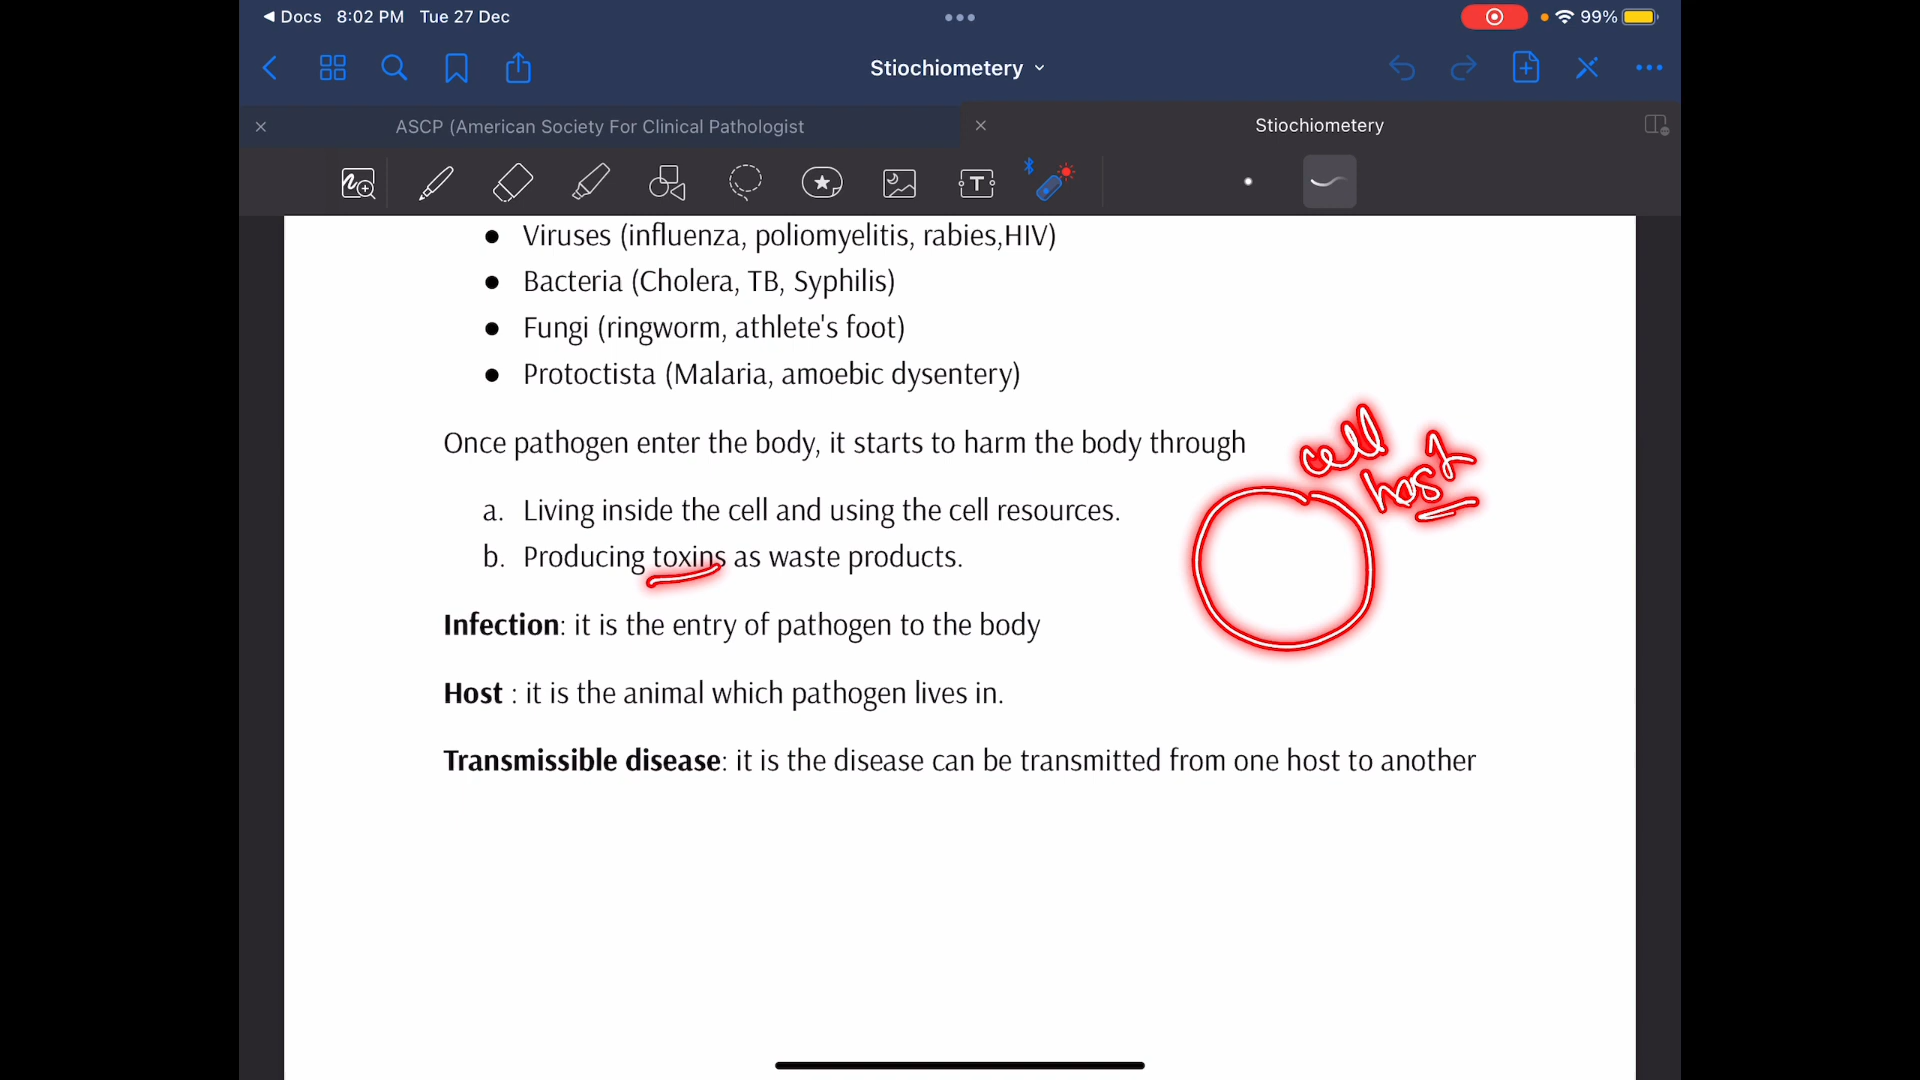 ◀ Docs 8:02 PM Tue 27 Dec
99%
Stiochiometery
ASCP (American Society For Clinical Pathologist
Stiochiometery
T
● Viruses (influenza, poliomyelitis, rabies,HIV)
● Bacteria (Cholera, TB, Syphilis)
● Fungi (ringworm, athlete's foot)
● Protoctista (Malaria, amoebic dysentery)
Once pathogen enter the body, it starts to harm the body through
cell
host
a. Living inside the cell and using the cell resources.
b. Producing toxins as waste products.
Infection: it is the entry of pathogen to the body
Host : it is the animal which pathogen lives in.
Transmissible disease: it is the disease can be transmitted from one host to another